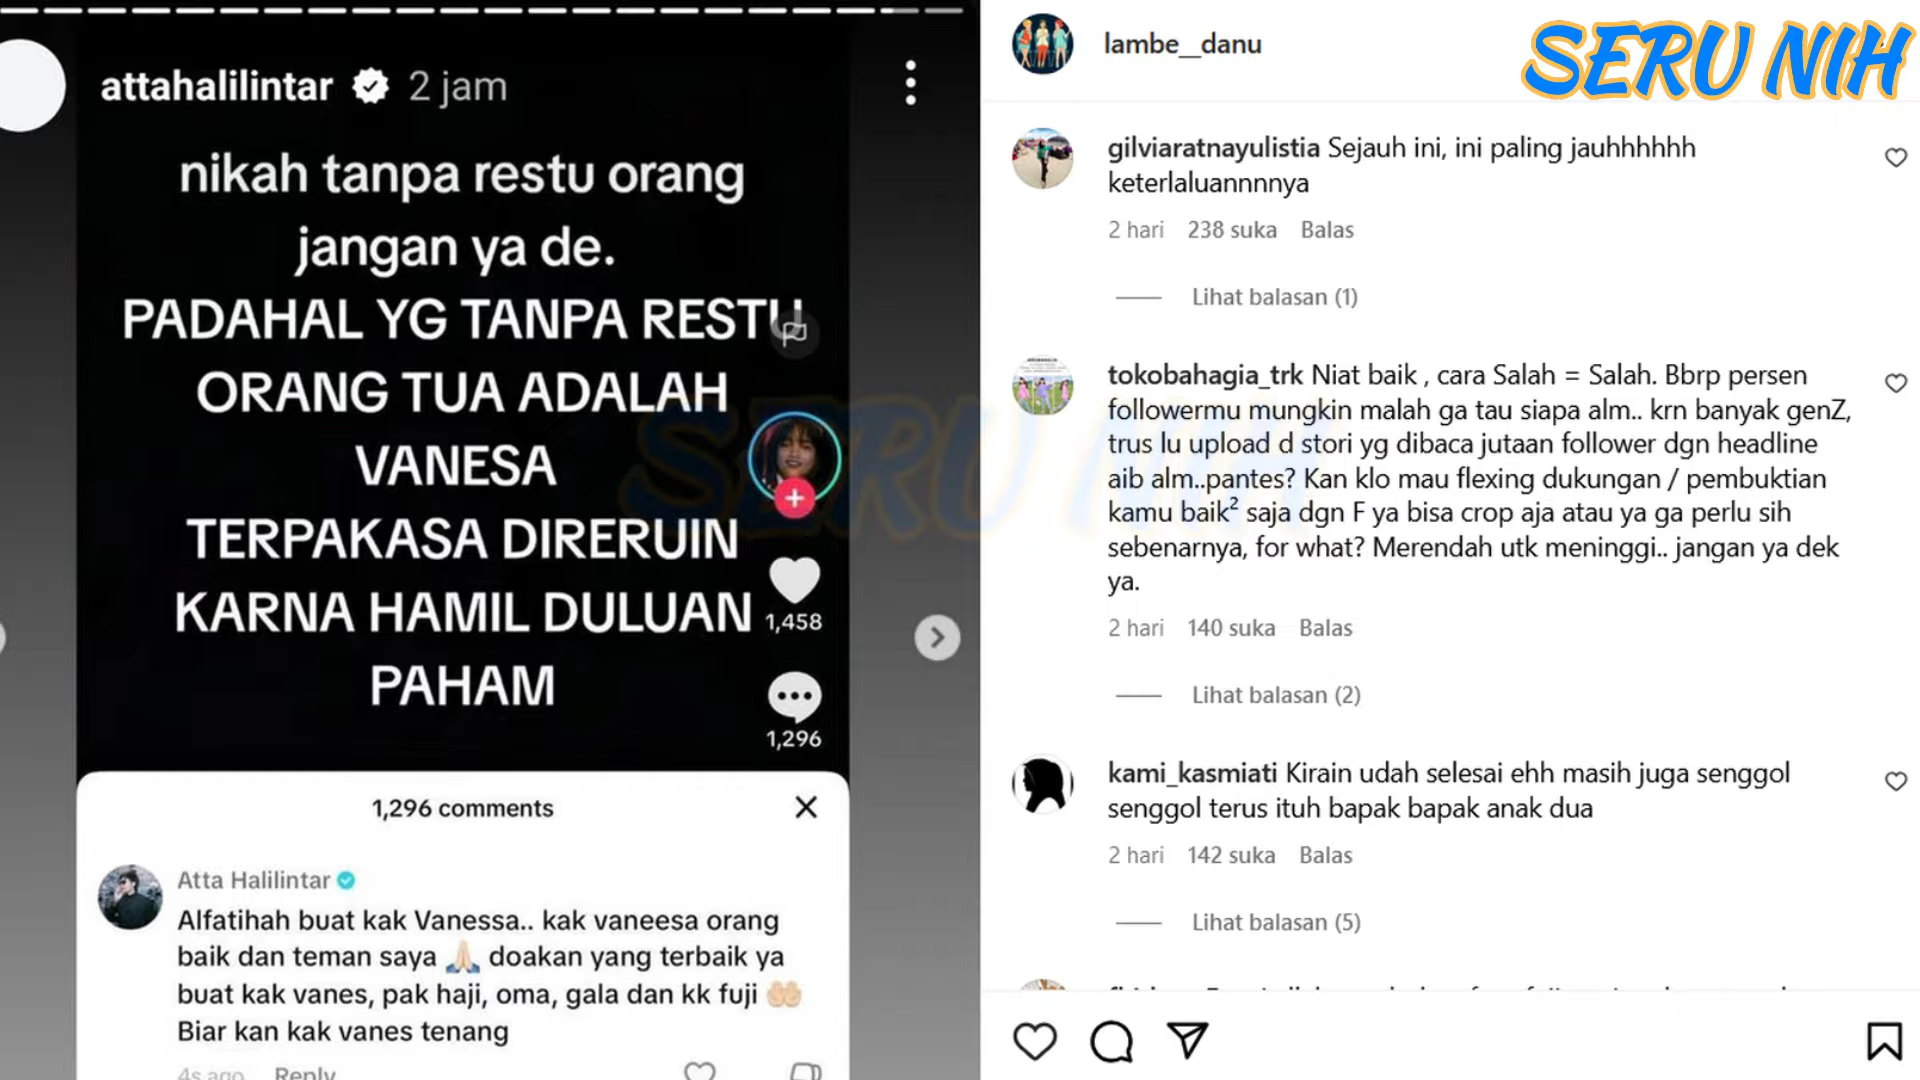 attahalilintar 2 jam
nikah tanpa restu orang
jangan ya de.
PADAHAL YG TANPA RESTU
ORANG TUA ADALAH
VANESA
TERPAKASA DIRERUIN
KARNA HAMIL DULUAN
PAHAM
1,458
1,296
1,296 comments
Atta Halilintar
Alfatihah buat kak Vanessa.. kak vaneesa orang
baik dan teman saya 🙏🏻 doakan yang terbaik ya
buat kak vanes, pak haji, oma, gala dan kk fuji 🤲🏻
Biar kan kak vanes tenang
4s ago Reply
SERU NIH
lambe__danu
SERU NIH
gilviaratnayulistia Sejauh ini, ini paling jauhhhhhh
keterlaluannnnya
2 hari 238 suka Balas
Lihat balasan (1)
tokobahagia_trk Niat baik , cara Salah = Salah. Bbrp persen
followermu mungkin malah ga tau siapa alm.. krn banyak genZ,
trus lu upload d stori yg dibaca jutaan follower dgn headline
aib alm..pantes? Kan klo mau flexing dukungan / pembuktian
kamu baik² saja dgn F ya bisa crop aja atau ya ga perlu sih
sebenarnya, for what? Merendah utk meninggi.. jangan ya dek
ya.
2 hari 140 suka Balas
Lihat balasan (2)
kami_kasmiati Kirain udah selesai ehh masih juga senggol
senggol terus ituh bapak bapak anak dua
2 hari 142 suka Balas
Lihat balasan (5)